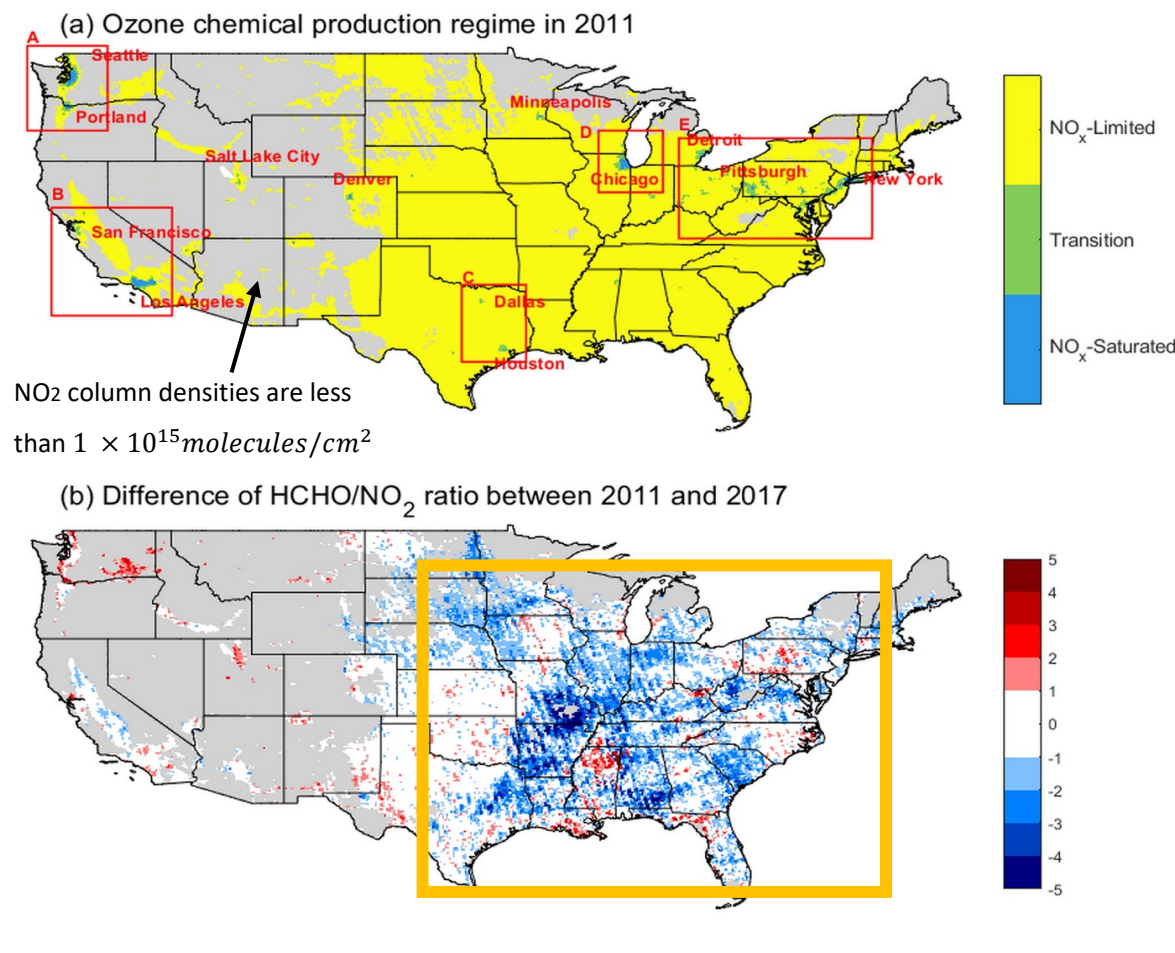 (a) Ozone chemical production regime in 2011
A
Seattle
Portland
Minneapolis
D
E
Detroit
Salt Lake City
Denver
Chicago
Pittsburgh
New York
B
San Francisco
Los Angeles
C
Dallas
Houston
NOx-Limited
Transition
NOx-Saturated
NO2 column densities are less
than 1 × 10^15 molecules/cm^2
(b) Difference of HCHO/NO2 ratio between 2011 and 2017
5
4
3
2
1
0
-1
-2
-3
-4
-5